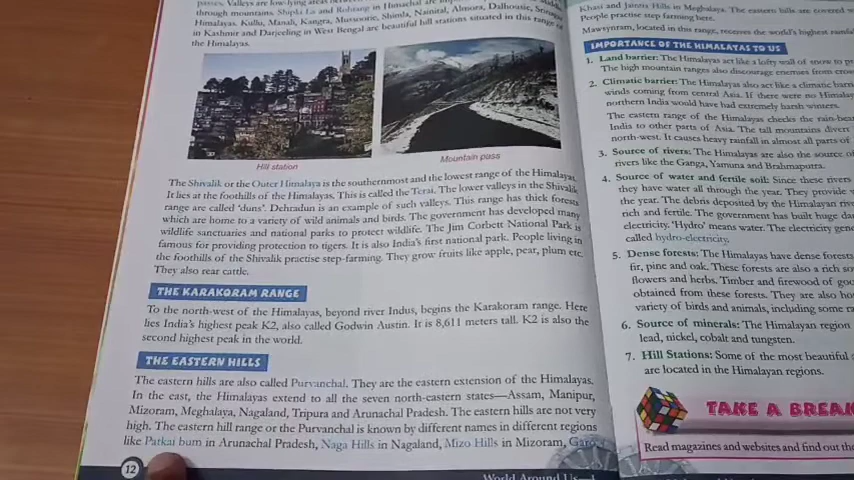 passes. Valleys are low-lying areas
through mountains. Shipki La and Rohtang in Himachal are
Himalayas. Kullu, Manali, Kangra, Mussoorie, Shimla, Nainital, Almora, Dalhousie, Srinagar
in Kashmir and Darjeeling in West Bengal are beautiful hill stations situated in this range of
the Himalayas.
Hill station
Mountain pass
The Shivalik or the Outer Himalaya is the southernmost and the lowest range of the Himalayas.
It lies at the foothills of the Himalayas. This is called the Terai. The lower valleys in the Shivalik
range are called 'duns'. Dehradun is an example of such valleys. This range has thick forests
which are home to a variety of wild animals and birds. The government has developed many
wildlife sanctuaries and national parks to protect wildlife. The Jim Corbett National Park is
famous for providing protection to tigers. It is also India's first national park. People living in
the foothills of the Shivalik practise step-farming. They grow fruits like apple, pear, plum etc.
They also rear cattle.
THE KARAKORAM RANGE
To the north-west of the Himalayas, beyond river Indus, begins the Karakoram range. Here
lies India's highest peak K2, also called Godwin Austin. It is 8,611 meters tall. K2 is also the
second highest peak in the world.
THE EASTERN HILLS
The eastern hills are also called Purvanchal. They are the eastern extension of the Himalayas.
In the east, the Himalayas extend to all the seven north-eastern states—Assam, Manipur,
Mizoram, Meghalaya, Nagaland, Tripura and Arunachal Pradesh. The eastern hills are not very
high. The eastern hill range or the Purvanchal is known by different names in different regions
like Patkai bum in Arunachal Pradesh, Naga Hills in Nagaland, Mizo Hills in Mizoram, Garo,
12
World Around Us—
Khasi and Jaintia Hills in Meghalaya. The eastern hills are covered
People practise step farming here.
Mawsynram, located in this range, receives the world's highest rainfall
IMPORTANCE OF THE HIMALAYAS TO US
1. Land barrier: The Himalayas act like a lofty wall of snow to
The high mountain ranges also discourage enemies from
2. Climatic barrier: The Himalayas also act like a climatic
winds coming from central Asia. If there were no
northern India would have had extremely harsh winters.
The eastern range of the Himalayas checks the
India to other parts of Asia. The tall mountains divert
north-west. It causes heavy rainfall in almost all parts of
3. Source of rivers: The Himalayas are also the source of
rivers like the Ganga, Yamuna and Brahmaputra.
4. Source of water and fertile soil: Since these rivers
they have water all through the year. They provide
the year. The debris deposited by the Himalayan
rich and fertile. The government has built huge
electricity. 'Hydro' means water. The electricity
called hydro-electricity.
5. Dense forests: The Himalayas have dense forests
fir, pine and oak. These forests are also a rich
flowers and herbs. Timber and firewood of
obtained from these forests. They are also
variety of birds and animals, including some
6. Source of minerals: The Himalayan region
lead, nickel, cobalt and tungsten.
7. Hill Stations: Some of the most beautiful
are located in the Himalayan regions.
TAKE A BREAK
Read magazines and websites and find out the